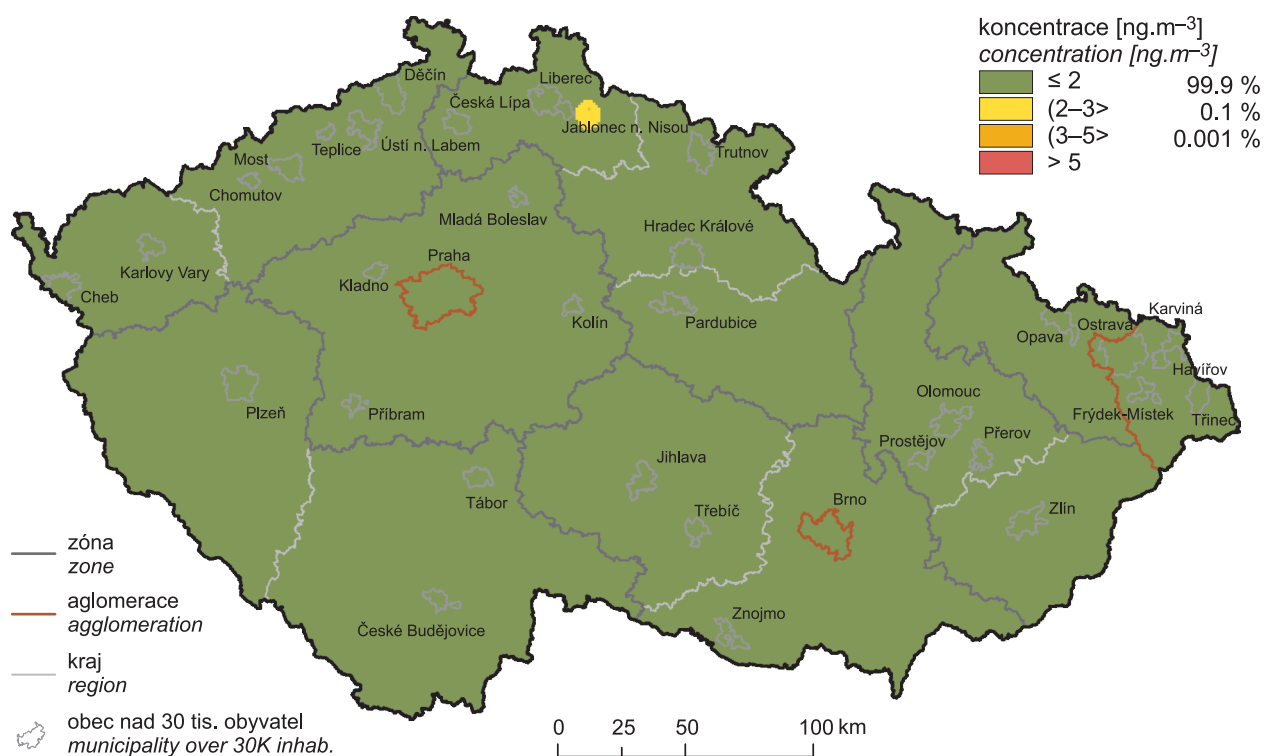 koncentrace [ng.m–3]
concentration [ng.m–3]
≤ 2 99.9 %
(2–3> 0.1 %
(3–5> 0.001 %
> 5
Děčín
Liberec
Česká Lípa
Jablonec n. Nisou
Ústí n. Labem
Teplice
Most
Trutnov
Chomutov
Mladá Boleslav
Hradec Králové
Karlovy Vary
Praha
Kladno
Cheb
Kolín
Pardubice
Karviná
Ostrava
Opava
Havířov
Frýdek-Místek
Třinec
Plzeň
Příbram
Olomouc
Prostějov
Přerov
Jihlava
Tábor
Třebíč
Brno
Zlín
České Budějovice
Znojmo
zóna
zone
aglomerace
agglomeration
kraj
region
obec nad 30 tis. obyvatel
municipality over 30K inhab.
0 25 50 100 km